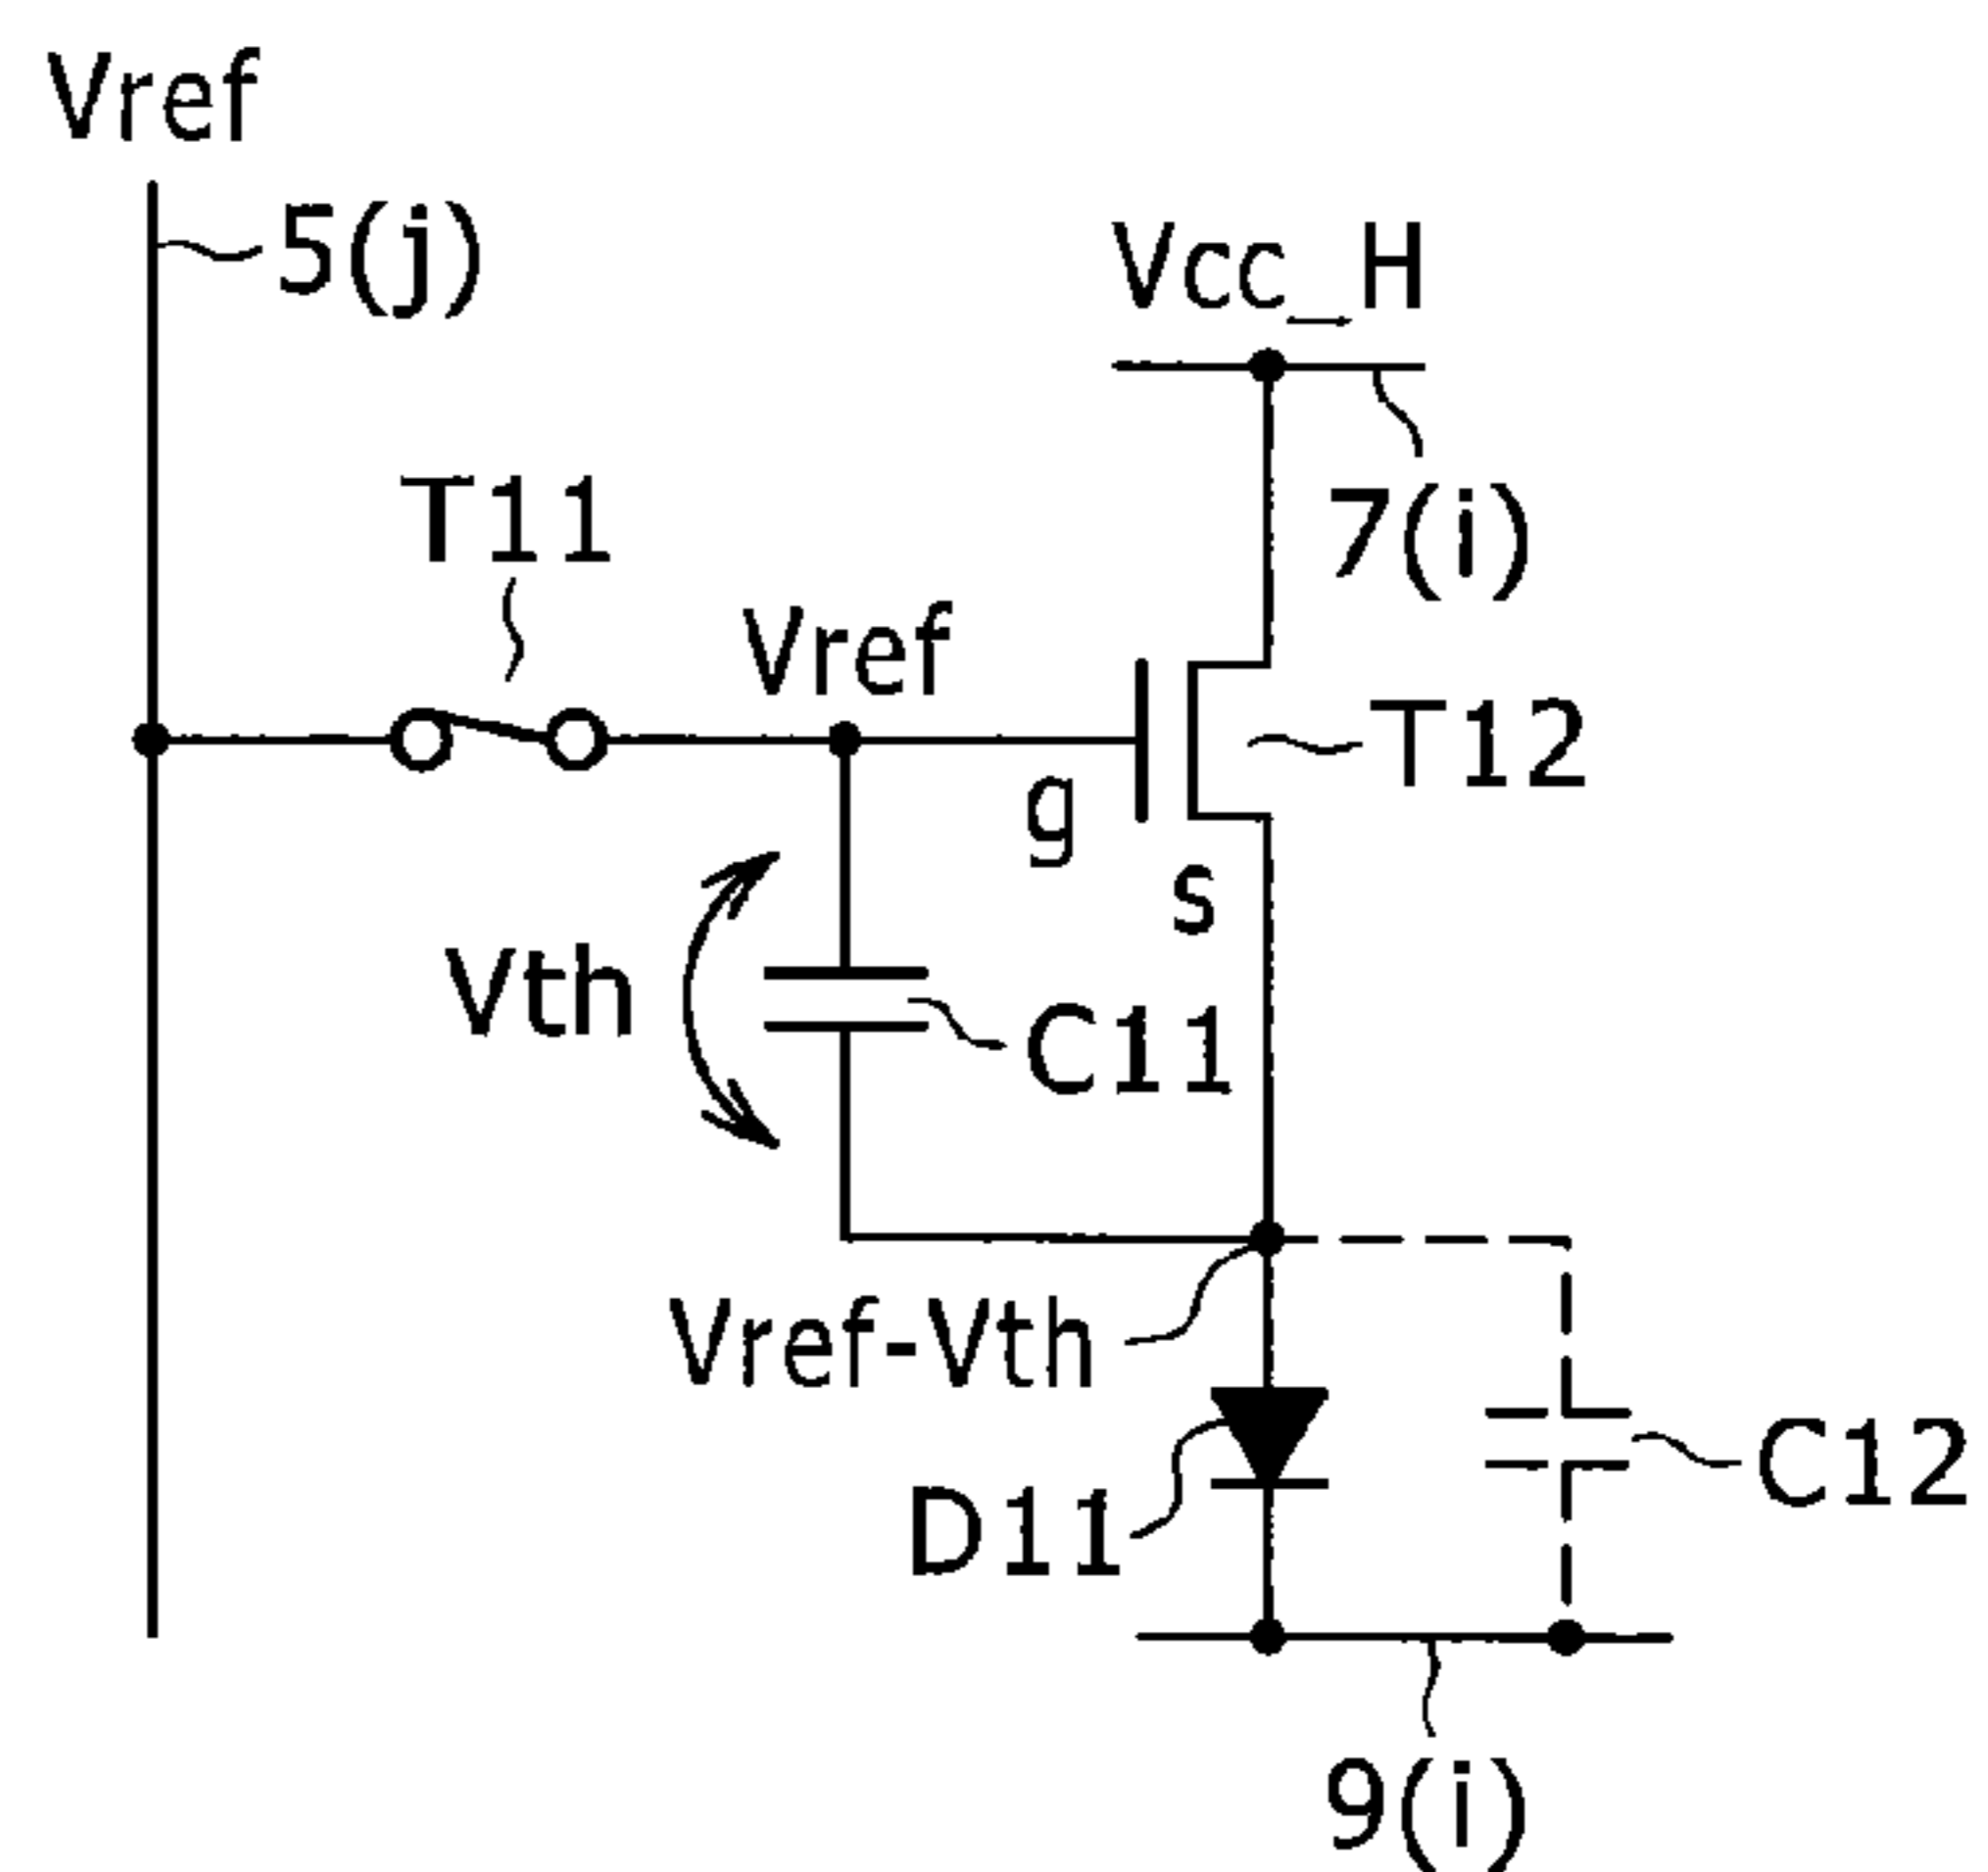 Vref
5(j)
Vcc_H
7(i)
T11
Vref
T12
g
s
Vth
C11
Vref-Vth
C12
D11
9(i)